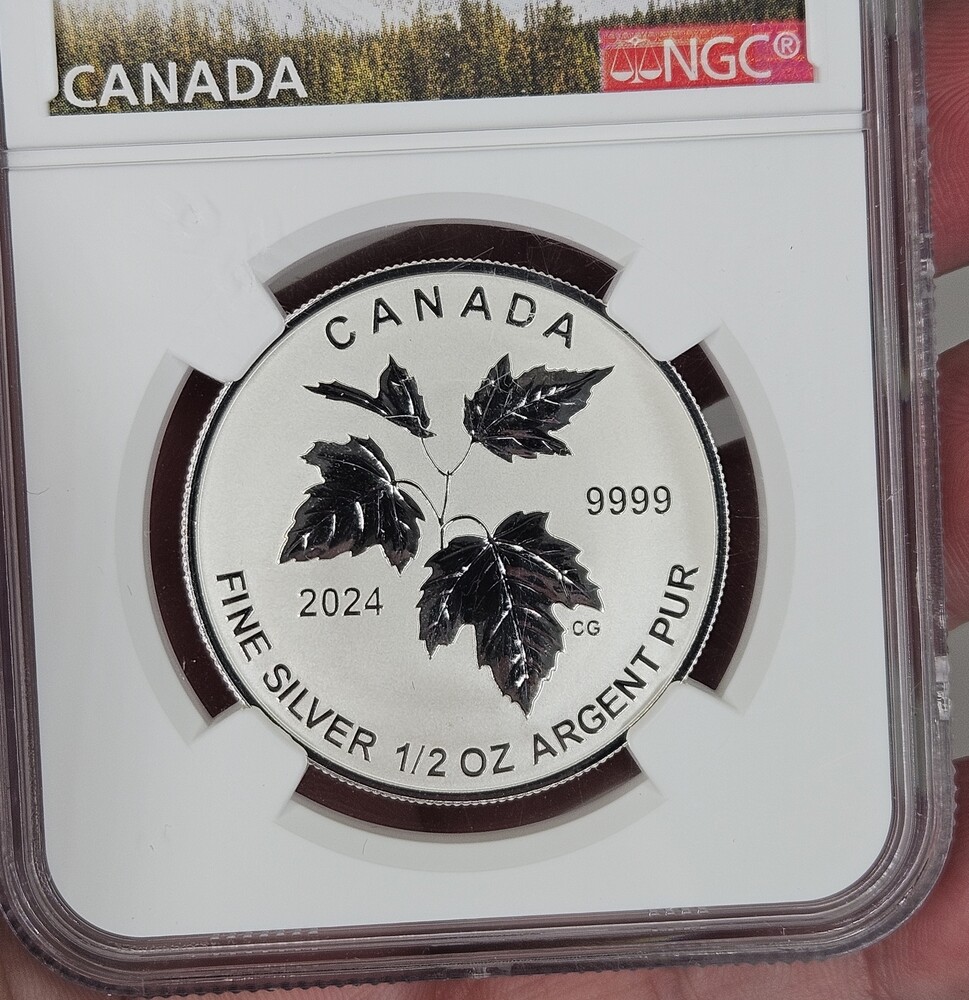 CANADA
NGC®
CANADA
9999
2024
CG
FINE SILVER 1/2 OZ ARGENT PUR